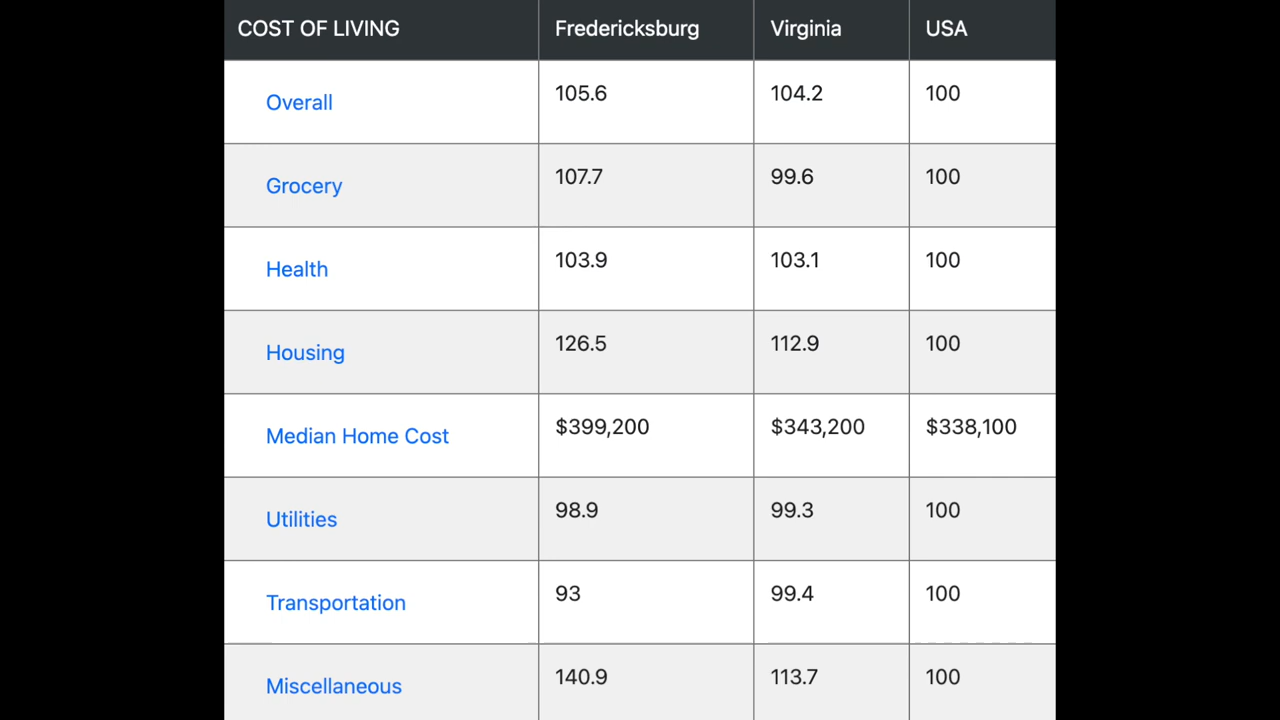 COST OF LIVING Fredericksburg Virginia USA
Overall 105.6 104.2 100
Grocery 107.7 99.6 100
Health 103.9 103.1 100
Housing 126.5 112.9 100
Median Home Cost $399,200 $343,200 $338,100
Utilities 98.9 99.3 100
Transportation 93 99.4 100
Miscellaneous 140.9 113.7 100